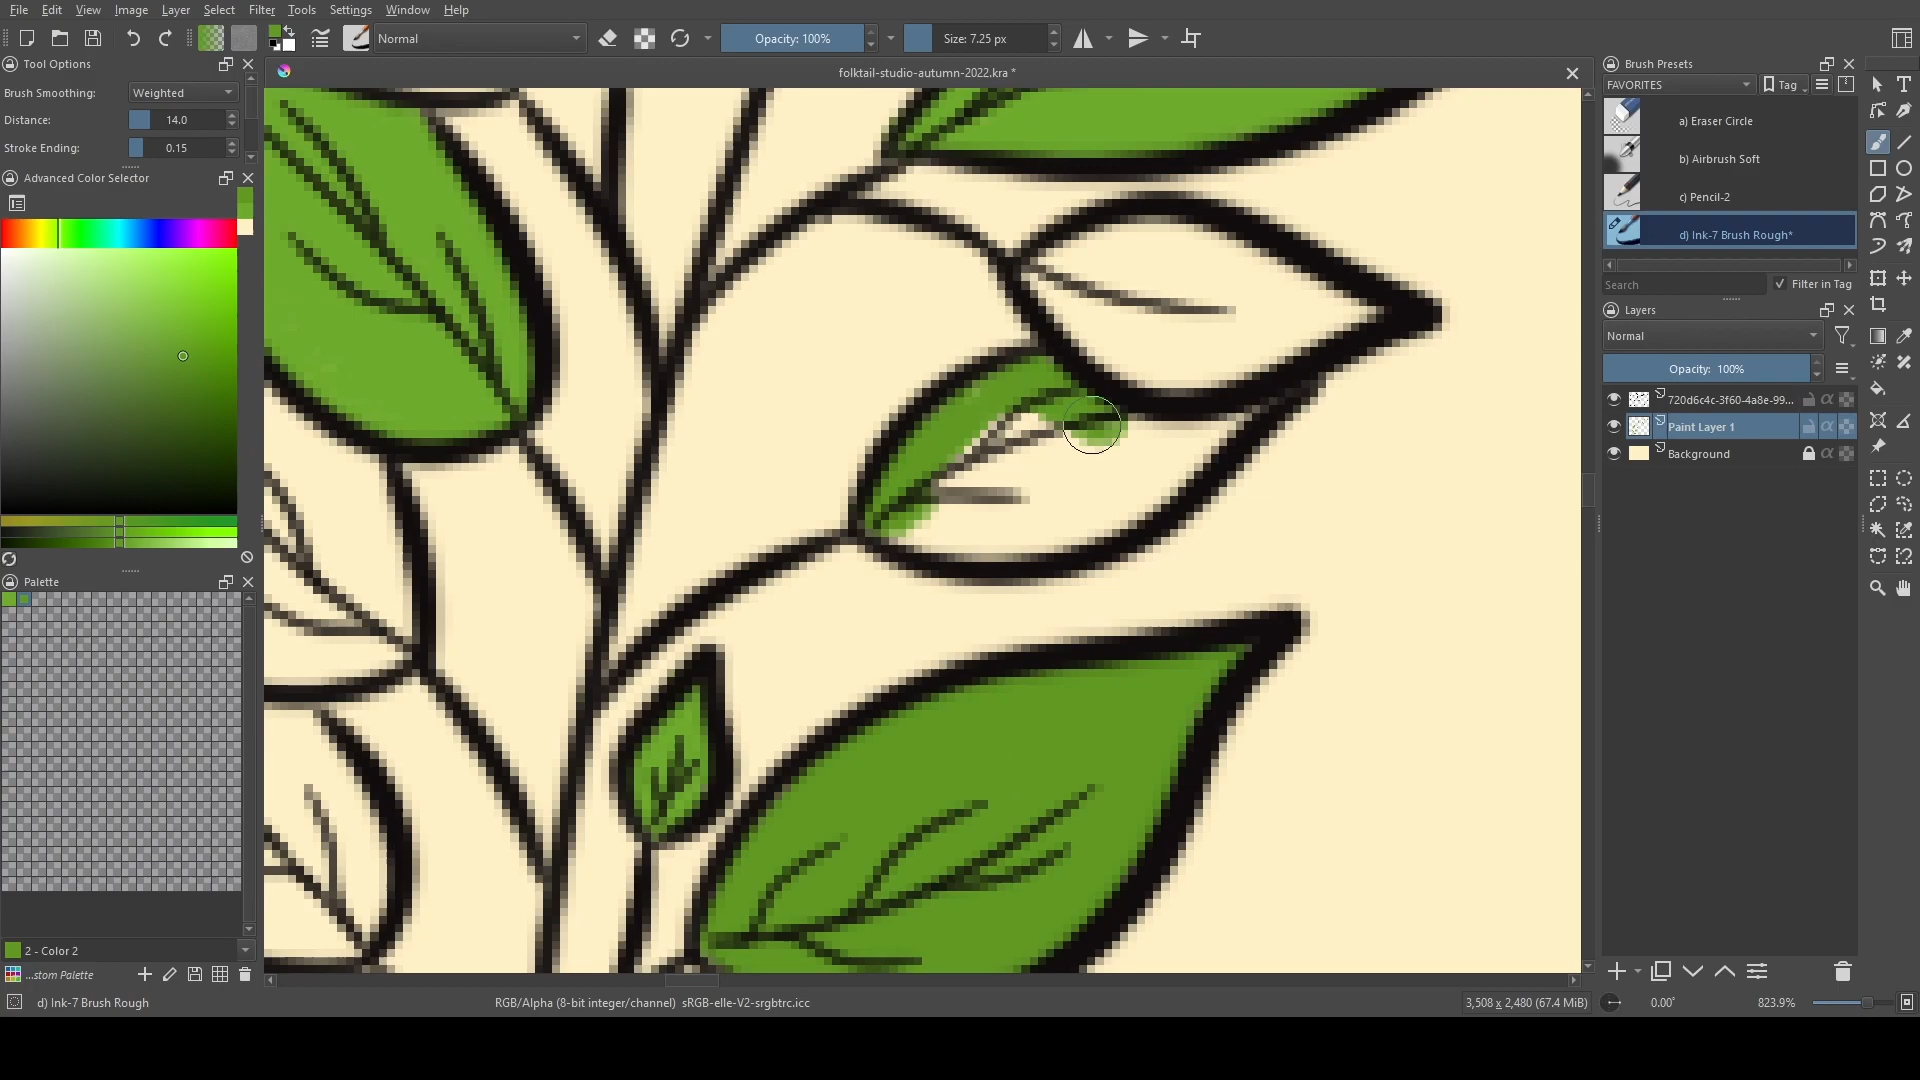 File Edit View Image Layer Select Filter Tools Settings Window Help
Normal
Opacity: 100%
Size: 7.25 px
Tool Options
folktail-studio-autumn-2022.kra *
Brush Presets
Brush Smoothing: Weighted
FAVORITES
Tag
Distance: 14.0
Stroke Ending: 0.15
a) Eraser Circle
b) Airbrush Soft
c) Pencil-2
d) Ink-7 Brush Rough*
Advanced Color Selector
Search
Filter in Tag
Layers
Normal
Opacity: 100%
720d6c4c-3f60-4a8e-99...
Paint Layer 1
Background
Palette
2 - Color 2
...stom Palette
d) Ink-7 Brush Rough
RGB/Alpha (8-bit integer/channel) sRGB-elle-V2-srgbtrc.icc
3,508 x 2,480 (67.4 MiB)
0.00°
823.9%